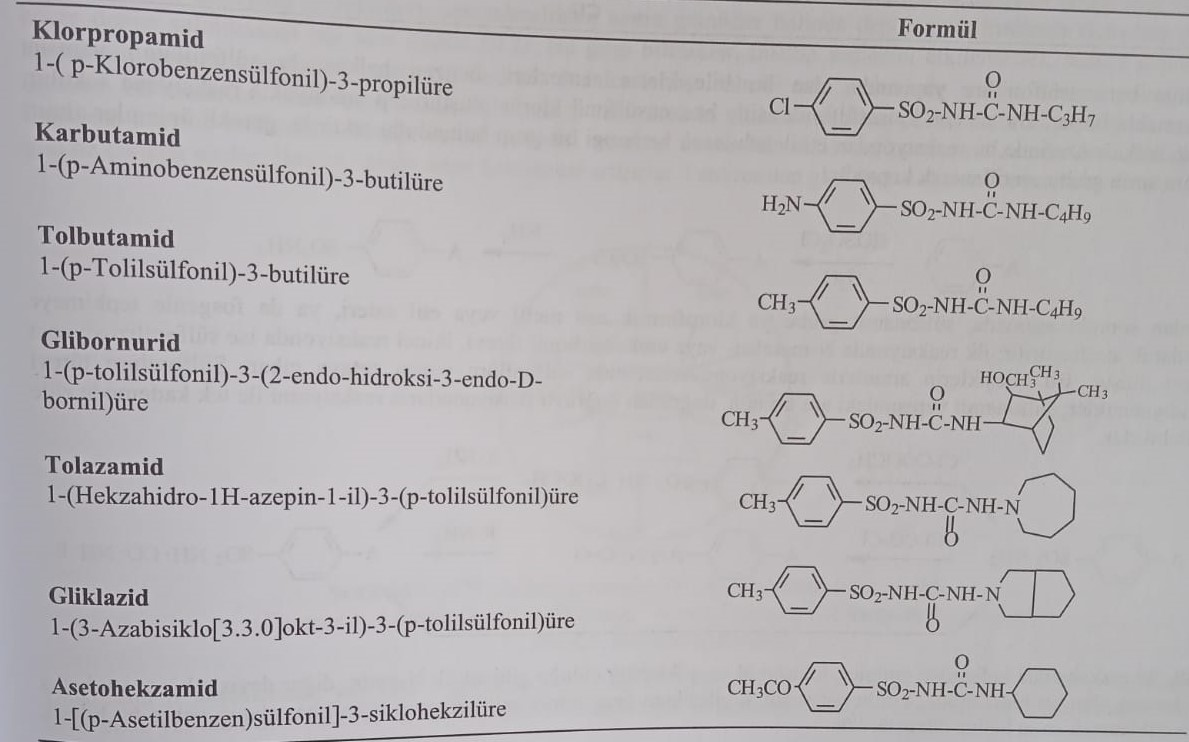 Formül
Klorpropamid
1-( p-Klorobenzensülfonil)-3-propilüre
Cl- -SO2-NH-C-NH-C3H7
O
Karbutamid
1-(p-Aminobenzensülfonil)-3-butilüre
H2N- -SO2-NH-C-NH-C4H9
O
Tolbutamid
1-(p-Tolilsülfonil)-3-butilüre
CH3- -SO2-NH-C-NH-C4H9
O
Glibornurid
1-(p-tolilsülfonil)-3-(2-endo-hidroksi-3-endo-D-
bornil)üre
HOCH3 CH3 -CH3
O
CH3- -SO2-NH-C-NH-
Tolazamid
1-(Hekzahidro-1H-azepin-1-il)-3-(p-tolilsülfonil)üre
CH3- -SO2-NH-C-NH-N
O
Gliklazid
1-(3-Azabisiklo[3.3.0]okt-3-il)-3-(p-tolilsülfonil)üre
CH3- -SO2-NH-C-NH-N
O
Asetohekzamid
1-[(p-Asetilbenzen)sülfonil]-3-siklohekzilüre
CH3CO- -SO2-NH-C-NH-
O